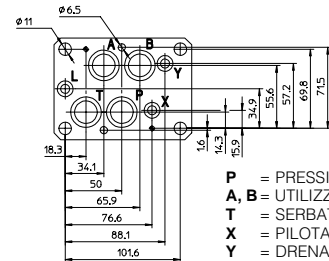 ø 6.5
ø 11
A
B
Y
L
T
P
X
18.3
34.1
50
65.9
76.6
88.1
101.6
1.6
14.3
15.9
34.9
55.6
57.2
69.8
71.5
P = PRESSI
A, B = UTILIZZ
T = SERBAT
X = PILOTA
Y = DRENA